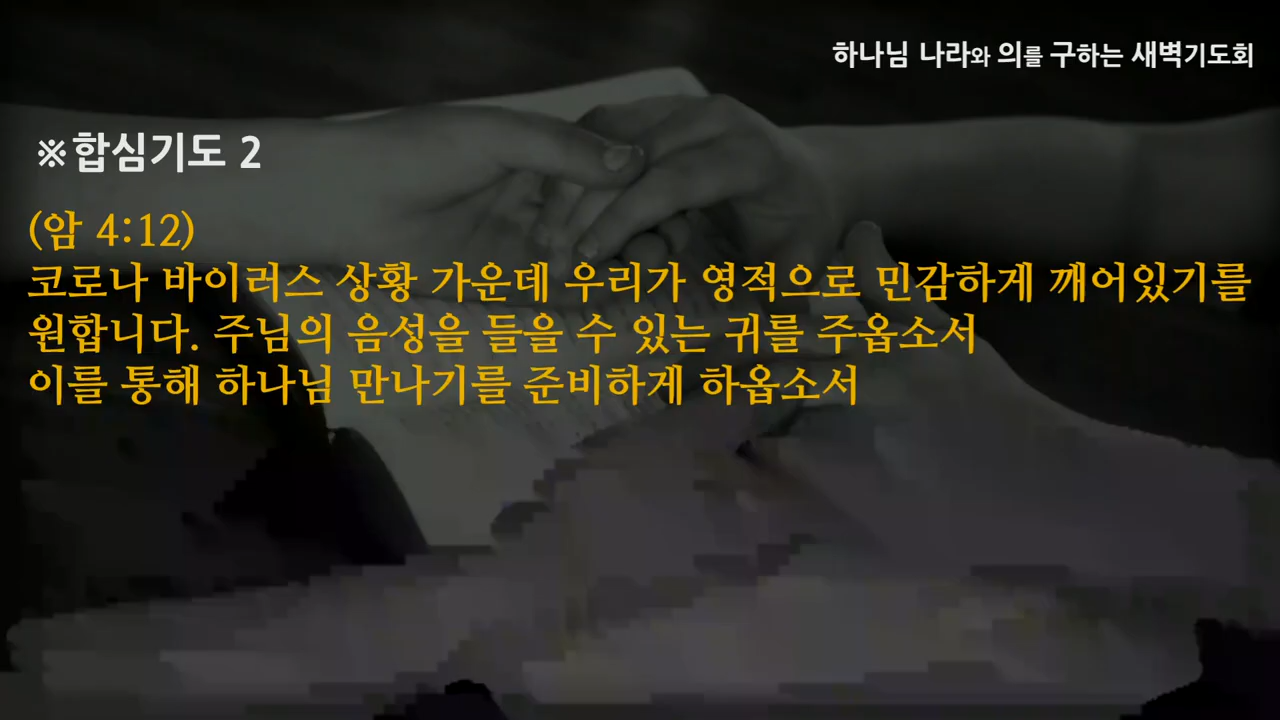 하나님 나라와 의를 구하는 새벽기도회
※합심기도 2
(암 4:12)
코로나 바이러스 상황 가운데 우리가 영적으로 민감하게 깨어있기를
원합니다. 주님의 음성을 들을 수 있는 귀를 주옵소서
이를 통해 하나님 만나기를 준비하게 하옵소서